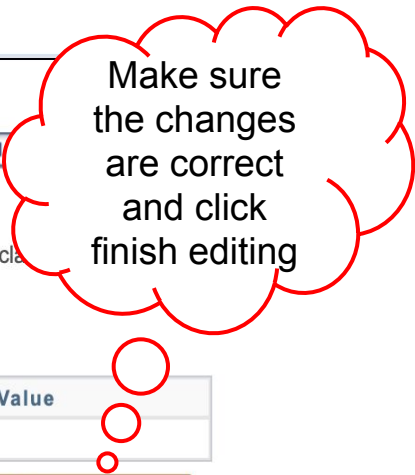 Make sure
the changes
are correct
and click
finish editing
Value